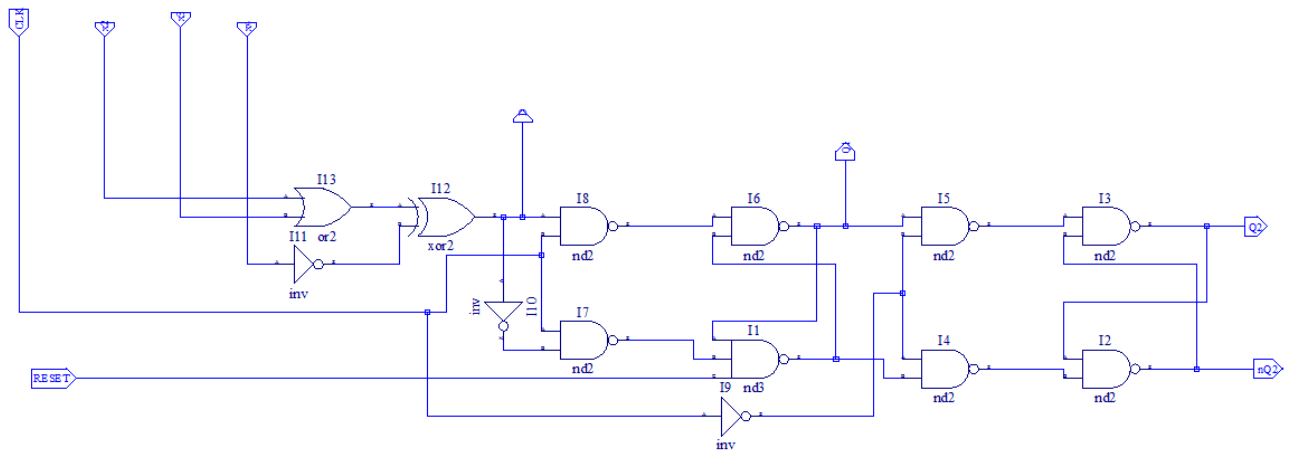 CLK
I13
or2
I11
inv
I12
xor2
D
I8
nd2
inv
I10
I7
nd2
I6
nd2
I1
nd3
RESET
I9
inv
I5
nd2
I4
nd2
I3
nd2
I2
nd2
Q2
nQ2
A
B
Z